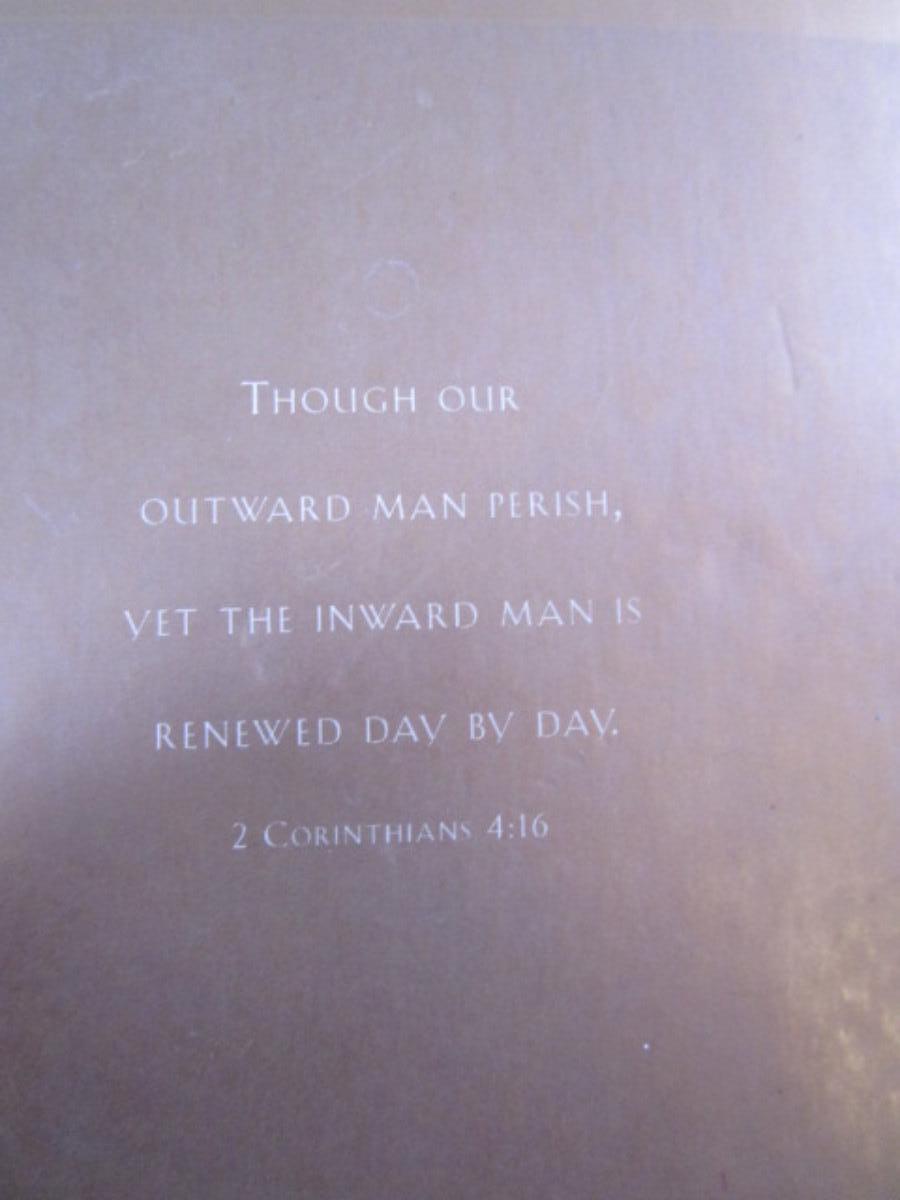 Though our
outward man perish,
yet the inward man is
renewed day by day.
2 Corinthians 4:16